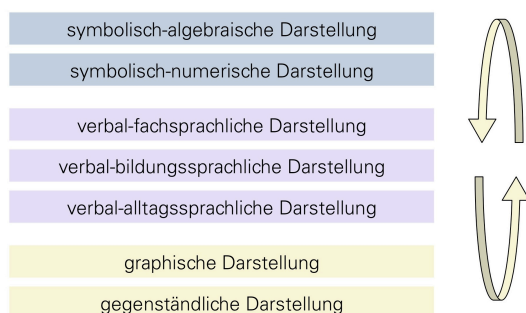 symbolisch-algebraische Darstellung
symbolisch-numerische Darstellung
verbal-fachsprachliche Darstellung
verbal-bildungssprachliche Darstellung
verbal-alltagssprachliche Darstellung
graphische Darstellung
gegenständliche Darstellung